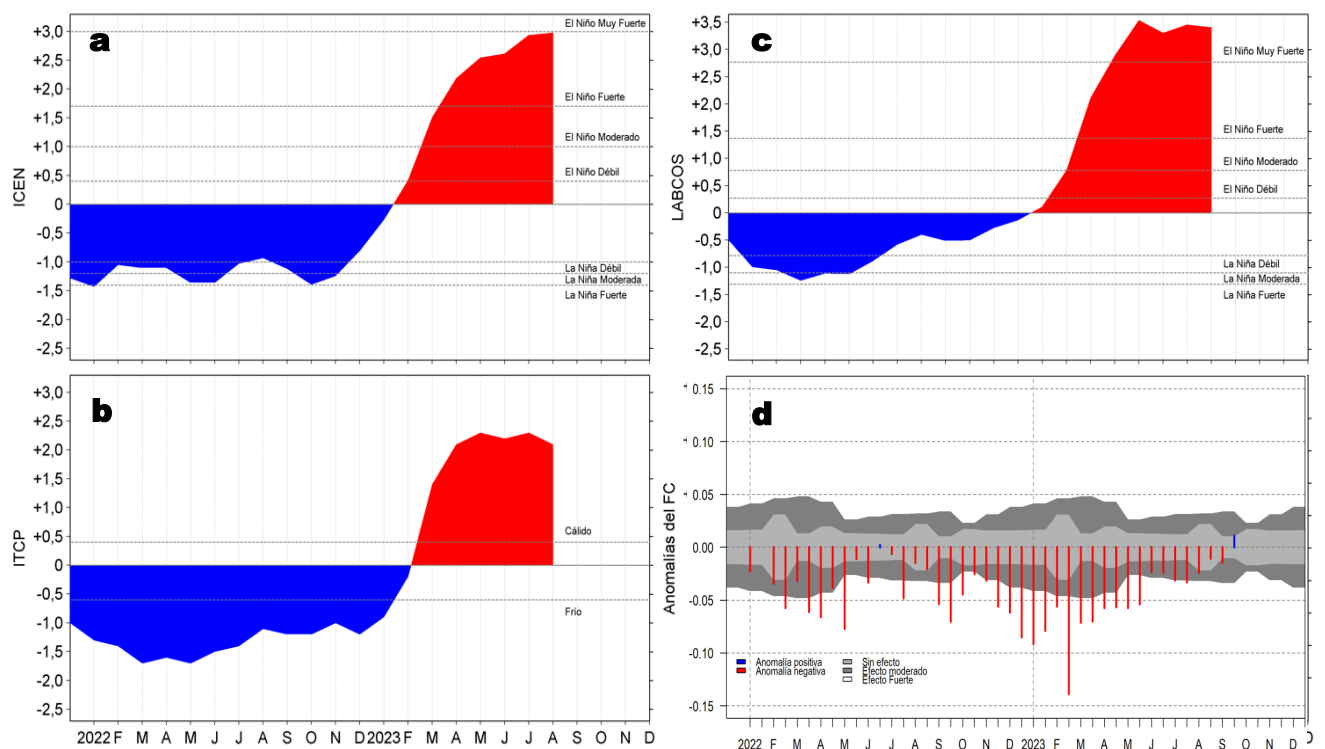 a
ICEN
+3,0
+2,5
+2,0
+1,5
+1,0
+0,5
0
-0,5
-1,0
-1,5
-2,0
-2,5
El Niño Muy Fuerte
El Niño Fuerte
El Niño Moderado
El Niño Débil
La Niña Débil
La Niña Moderada
La Niña Fuerte
c
LABCOS
+3,5
+3,0
+2,5
+2,0
+1,5
+1,0
+0,5
0
-0,5
-1,0
-1,5
-2,0
-2,5
El Niño Muy Fuerte
El Niño Fuerte
El Niño Moderado
El Niño Débil
La Niña Débil
La Niña Moderada
La Niña Fuerte
b
ITCP
+3,0
+2,5
+2,0
+1,5
+1,0
+0,5
0
-0,5
-1,0
-1,5
-2,0
-2,5
Cálido
Frío
2022 F M A M J J A S O N D 2023 F M A M J J A S O N D
d
Anomalías del FC
0.15
0.10
0.05
0.00
-0.05
-0.10
-0.15
Anomalía positiva
Anomalía negativa
Sin efecto
Efecto moderado
Efecto Fuerte
2022 F M A M J J A S O N D 2023 F M A M J J A S O N D